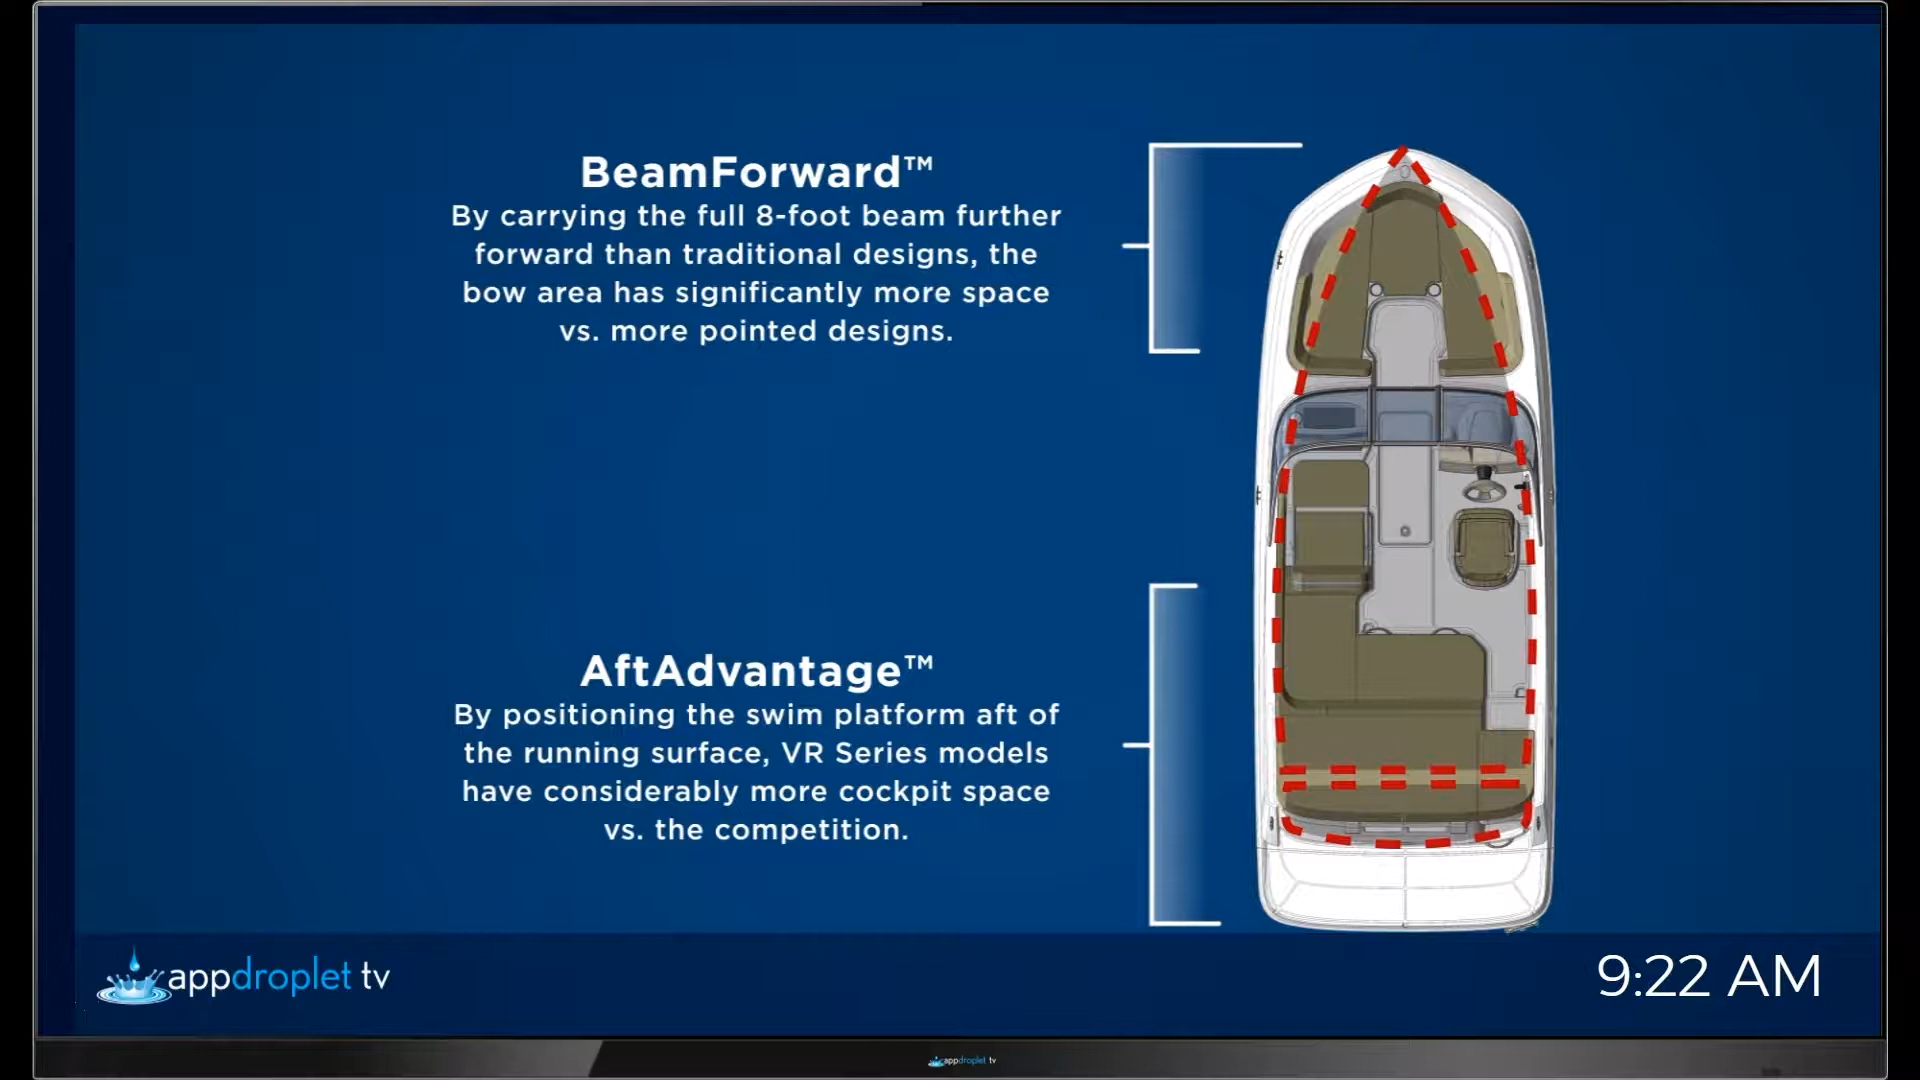 BeamForward™
By carrying the full 8-foot beam further
forward than traditional designs, the
bow area has significantly more space
vs. more pointed designs.
AftAdvantage™
By positioning the swim platform aft of
the running surface, VR Series models
have considerably more cockpit space
vs. the competition.
appdroplet tv
9:22 AM
appdroplet tv